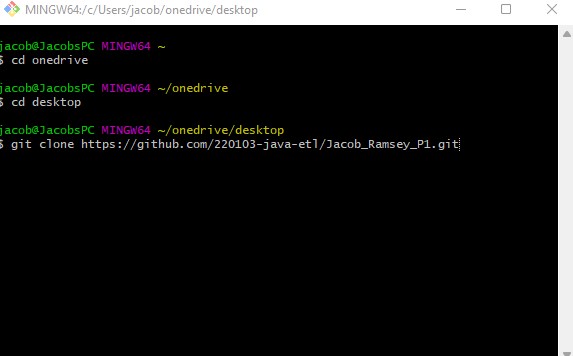 MINGW64:/c/Users/jacob/onedrive/desktop
jacob@JacobsPC MINGW64 ~
$ cd onedrive
jacob@JacobsPC MINGW64 ~/onedrive
$ cd desktop
jacob@JacobsPC MINGW64 ~/onedrive/desktop
$ git clone https://github.com/220103-java-etl/Jacob_Ramsey_P1.git